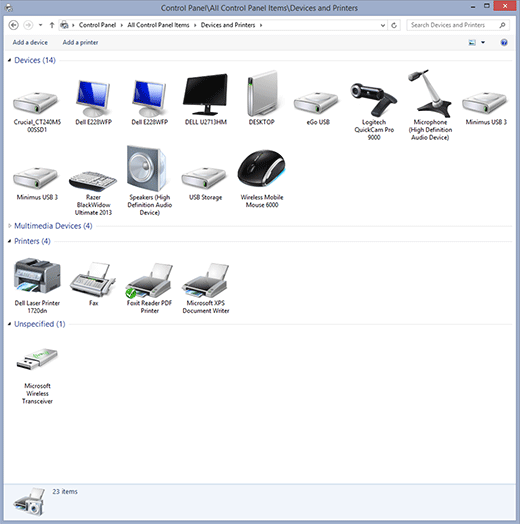 Control Panel\All Control Panel Items\Devices and Printers
Control Panel ▸ All Control Panel Items ▸ Devices and Printers
Search Devices and Printers
Add a device Add a printer
Devices (14)
Crucial_CT240M5
00SSD1
Dell E228WFP
Dell E228WFP
DELL U2713HM
DESKTOP
eGo USB
Logitech
QuickCam Pro
9000
Microphone
(High Definition
Audio Device)
Minimus USB 3
Minimus USB 3
Razer
BlackWidow
Ultimate 2013
Speakers (High
Definition Audio
Device)
USB Storage
Wireless Mobile
Mouse 6000
Multimedia Devices (4)
Printers (4)
Dell Laser Printer
1720dn
Fax
Foxit Reader PDF
Printer
Microsoft XPS
Document Writer
Unspecified (1)
Microsoft
Wireless
Transceiver
23 items